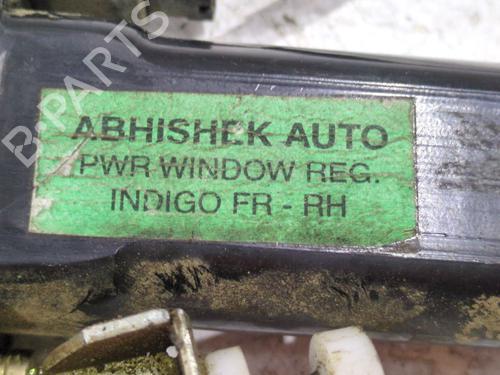 B-PARTS
ABHISHEK AUTO
PWR WINDOW REG.
INDIGO FR - RH